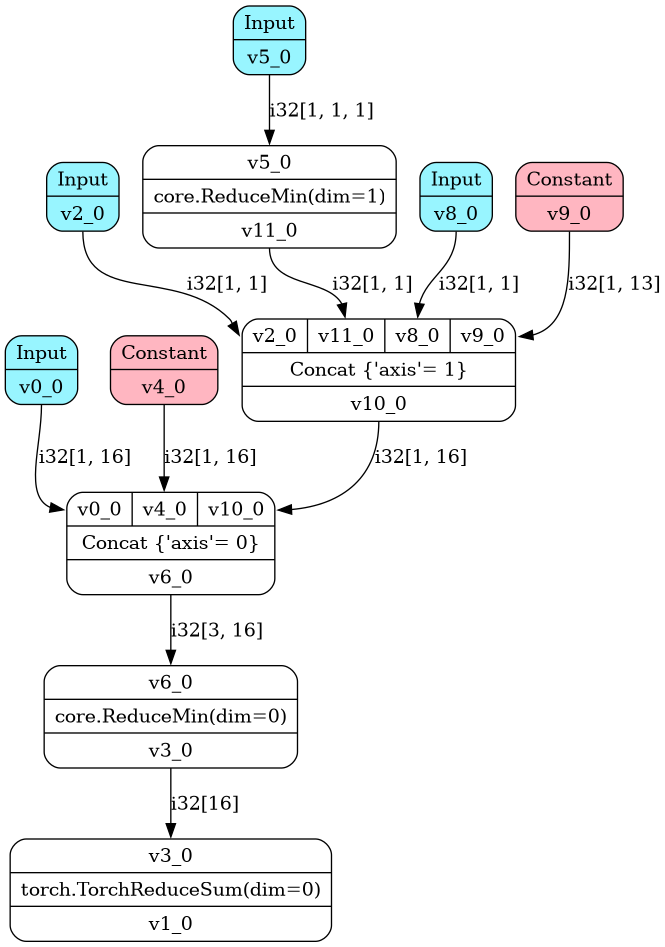 Input
v5_0
i32[1, 1, 1]
v5_0
core.ReduceMin(dim=1)
v11_0
Input
v2_0
Input
v8_0
Constant
v9_0
i32[1, 1]
i32[1, 1]
i32[1, 1]
i32[1, 13]
v2_0 v11_0 v8_0 v9_0
Concat {'axis'= 1}
v10_0
Input
v0_0
Constant
v4_0
i32[1, 16]
i32[1, 16]
i32[1, 16]
v0_0 v4_0 v10_0
Concat {'axis'= 0}
v6_0
i32[3, 16]
v6_0
core.ReduceMin(dim=0)
v3_0
i32[16]
v3_0
torch.TorchReduceSum(dim=0)
v1_0